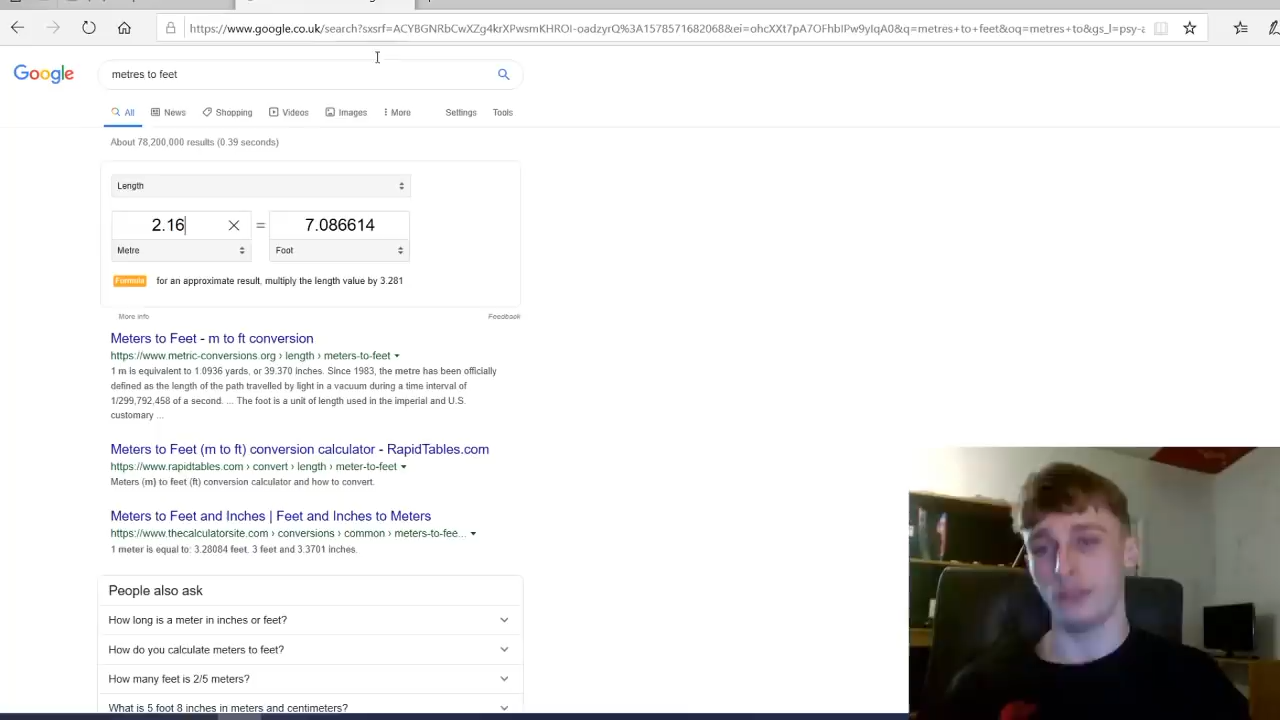 https://www.google.co.uk/search?sxsrf=ACYBGNRbCwXZg4krXPwsmKHROI-oadzyrQ%3A1578571682068&ei=ohcXXt7pA7OFhbIPw9yIqA0&q=metres+to+feet&oq=metres+to&gs_l=psy-a
Google
metres to feet
All News Shopping Videos Images More Settings Tools
About 78,200,000 results (0.39 seconds)
Length
2.16 = 7.086614
Metre Foot
Formula for an approximate result, multiply the length value by 3.281
More info Feedback
Meters to Feet - m to ft conversion
https://www.metric-conversions.org › length › meters-to-feet
1 m is equivalent to 1.0936 yards, or 39.370 inches. Since 1983, the metre has been officially
defined as the length of the path travelled by light in a vacuum during a time interval of
1/299,792,458 of a second. ... The foot is a unit of length used in the imperial and U.S.
customary ...
Meters to Feet (m to ft) conversion calculator - RapidTables.com
https://www.rapidtables.com › convert › length › meter-to-feet
Meters (m) to feet (ft) conversion calculator and how to convert.
Meters to Feet and Inches | Feet and Inches to Meters
https://www.thecalculatorsite.com › conversions › common › meters-to-fee...
1 meter is equal to: 3.28084 feet. 3 feet and 3.3701 inches.
People also ask
How long is a meter in inches or feet?
How do you calculate meters to feet?
How many feet is 2/5 meters?
What is 5 foot 8 inches in meters and centimeters?